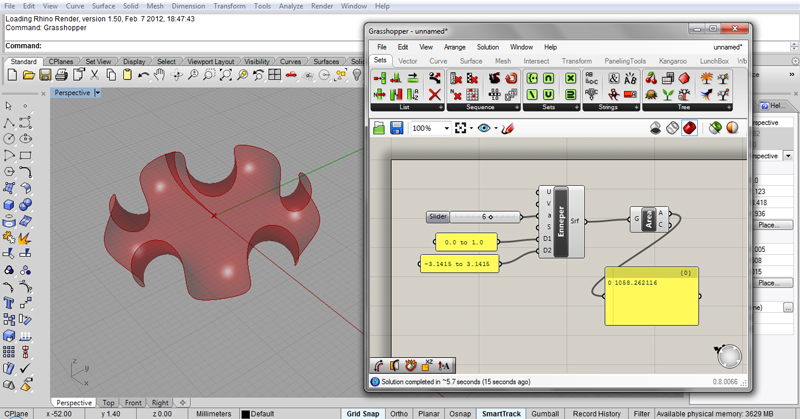 File Edit View Curve Surface Solid Mesh Dimension Transform Tools Analyze Render Window Help
Loading Rhino Render, version 1.50, Feb 7 2012, 18:47:43
Command: Grasshopper
Command:
Standard CPlanes Set View Display Select Viewport Layout Visibility Curves Surfaces Solids
Perspective
Grasshopper - unnamed*
File Edit View Arrange Solution Window Help unnamed*
Sets Vector Curve Surface Mesh Intersect Transform PanelingTools Kangaroo LunchBox Wb
List Sequence Sets Strings Tree
100%
Hel...
rspective
62
rspective
.0
.123
.418
.936
Place...
.005
508
.015
Place...
ne)
U
V
a
S
D1
D2
Enneper
Srf
Slider 6
0.0 to 1.0
-3.1415 to 3.1415
G Area A
C
{0}
0 1058.262116
Solution completed in ~5.7 seconds (15 seconds ago) 0.8.0066
z
y
x
Perspective Top Front Right
CPlane x -52.00 y 1.40 z 0.00 Millimeters Default Grid Snap Ortho Planar Osnap SmartTrack Gumball Record History Filter Available physical memory: 3629 MB